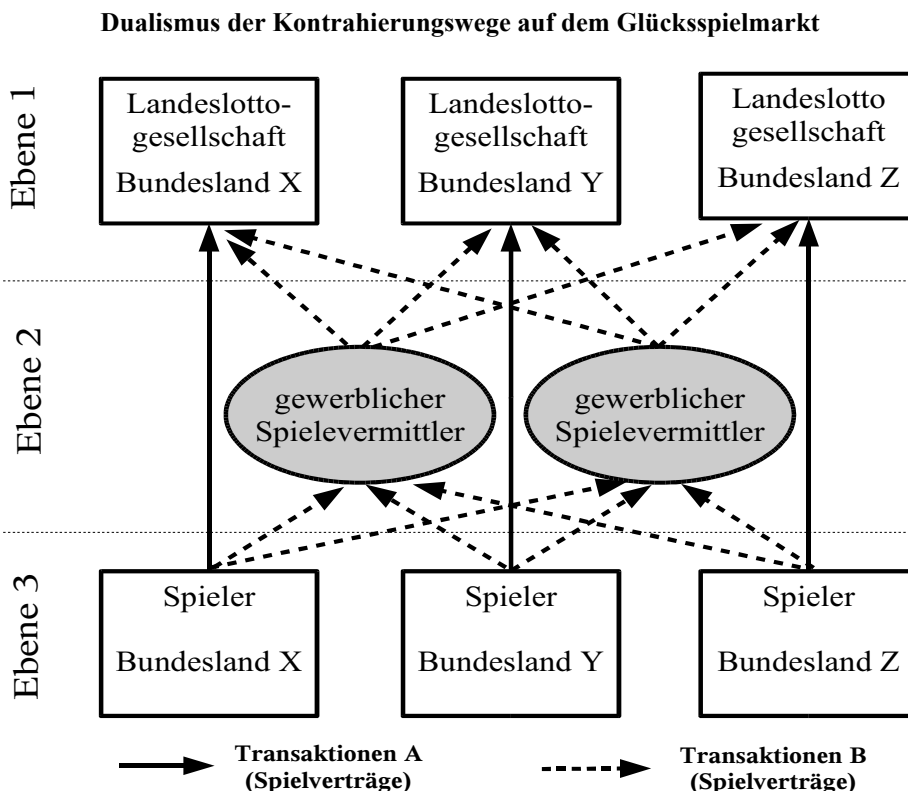 Dualismus der Kontrahierungswege auf dem Glücksspielmarkt
Ebene 1
Landeslotto-
gesellschaft
Bundesland X
Landeslotto-
gesellschaft
Bundesland Y
Landeslotto
gesellschaft
Bundesland Z
Ebene 2
gewerblicher
Spielevermittler
gewerblicher
Spielevermittler
Ebene 3
Spieler
Bundesland X
Spieler
Bundesland Y
Spieler
Bundesland Z
Transaktionen A
(Spielverträge)
Transaktionen B
(Spielverträge)